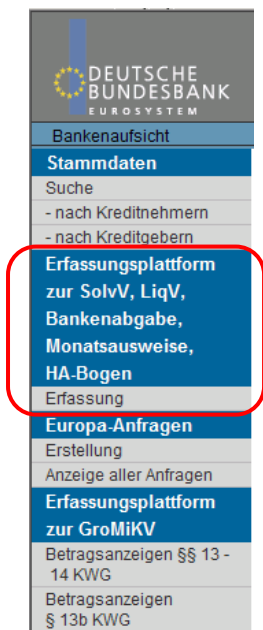 DEUTSCHE
BUNDESBANK
EUROSYSTEM
Bankenaufsicht
Stammdaten
Suche
- nach Kreditnehmern
- nach Kreditgebern
Erfassungsplattform
zur SolvV, LiqV,
Bankenabgabe,
Monatsausweise,
HA-Bogen
Erfassung
Europa-Anfragen
Erstellung
Anzeige aller Anfragen
Erfassungsplattform
zur GroMiKV
Betragsanzeigen §§ 13 -
14 KWG
Betragsanzeigen
§ 13b KWG